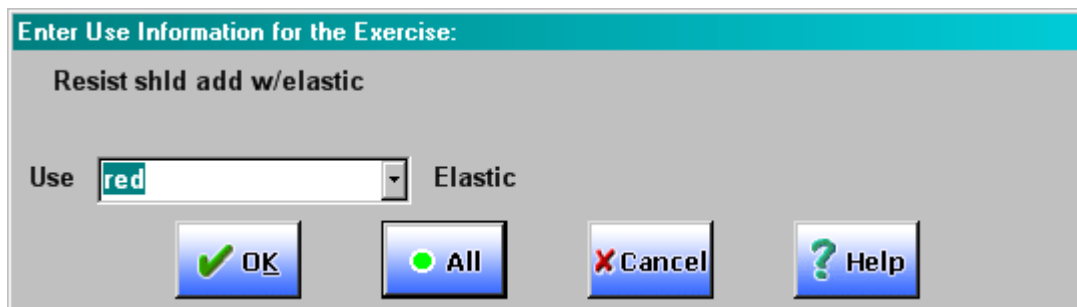 Enter Use Information for the Exercise:
Resist shld add w/elastic
Use red Elastic
OK All Cancel Help